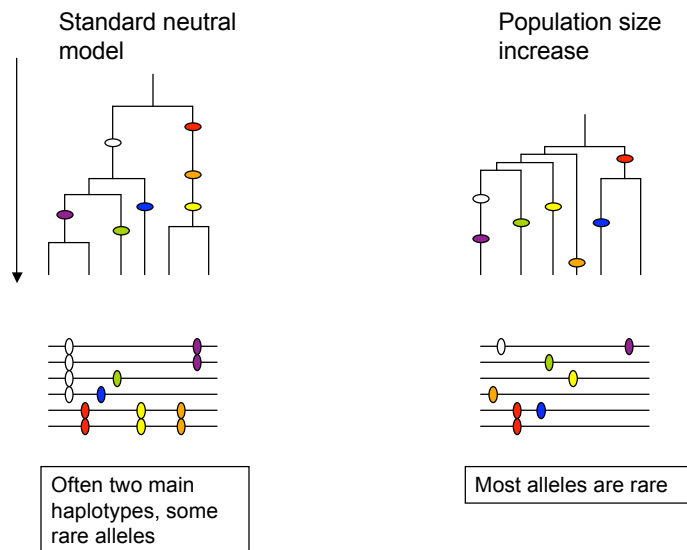 Standard neutral
model
Population size
increase
Often two main
haplotypes, some
rare alleles
Most alleles are rare